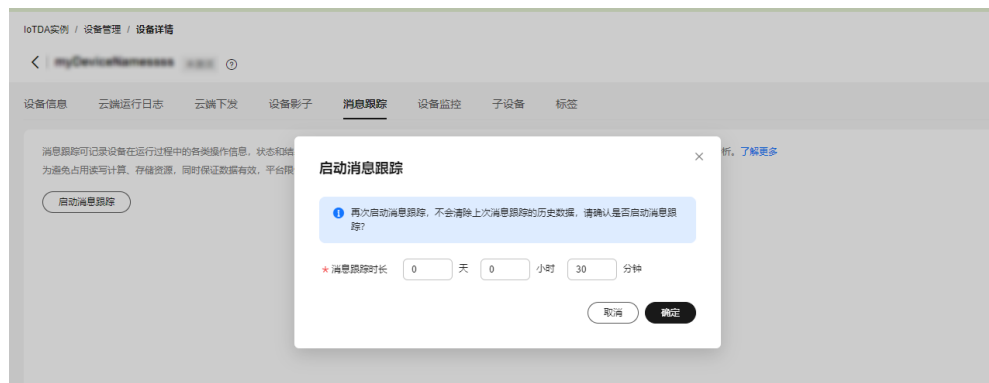 IoTDA实例 / 设备管理 / 设备详情
设备信息 云端运行日志 云端下发 设备影子 消息跟踪 设备监控 子设备 标签
消息跟踪可记录设备在运行过程中的各类操作信息，状态和结 析。了解更多
为避免占用读写计算、存储资源，同时保证数据有效，平台限
启动消息跟踪
启动消息跟踪
再次启动消息跟踪，不会清除上次消息跟踪的历史数据，请确认是否启动消息跟
踪?
* 消息跟踪时长 0 天 0 小时 30 分钟
取消 确定